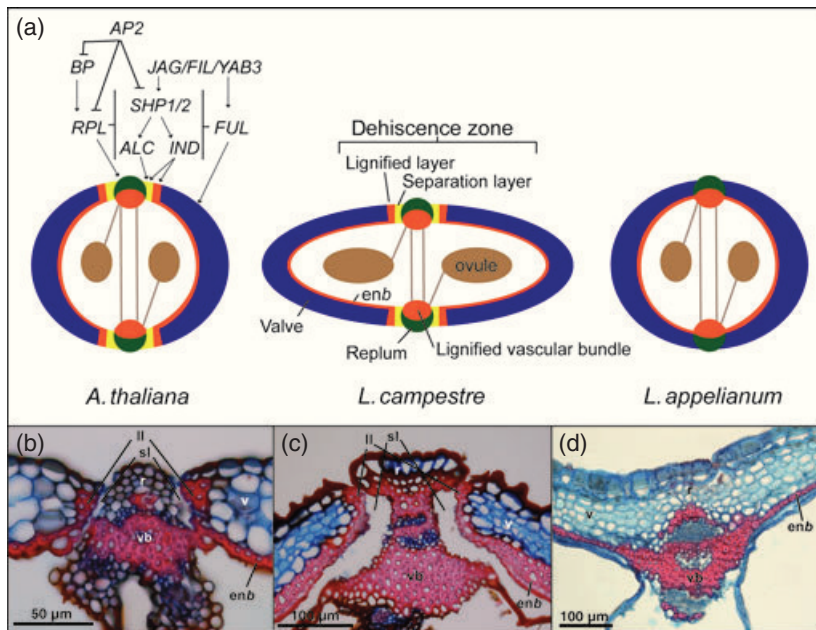 (a)
AP2
BP JAG/FIL/YAB3
SHP1/2
RPL FUL
ALC IND
Dehiscence zone
Lignified layer
Separation layer
ovule
enb
Valve
Replum
Lignified vascular bundle
A. thaliana L. campestre L. appelianum
(b)
ll
sl
r
v
vb
enb
50 µm
(c)
ll sl
v
vb
enb
100 µm
(d)
r
v
enb
vb
100 µm